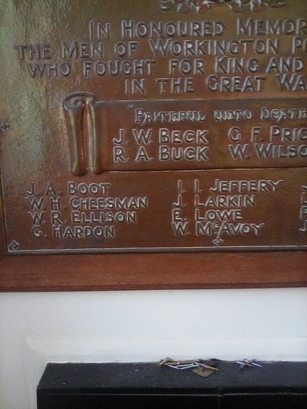 IN HONOURED MEMOR
THE MEN OF WORKINGTON
WHO FOUGHT FOR KING AND
IN THE GREAT WA
FAITHFUL UNTO DEATH
J. W. BECK G. F. PRI
R. A. BUCK W. WILSO
J. A. BOOT
W. H. CHEESMAN
W. R. ELLISON
G. HARDON
I. I. JEFFERY
J. LARKIN
E. LOWE
W. McAVOY